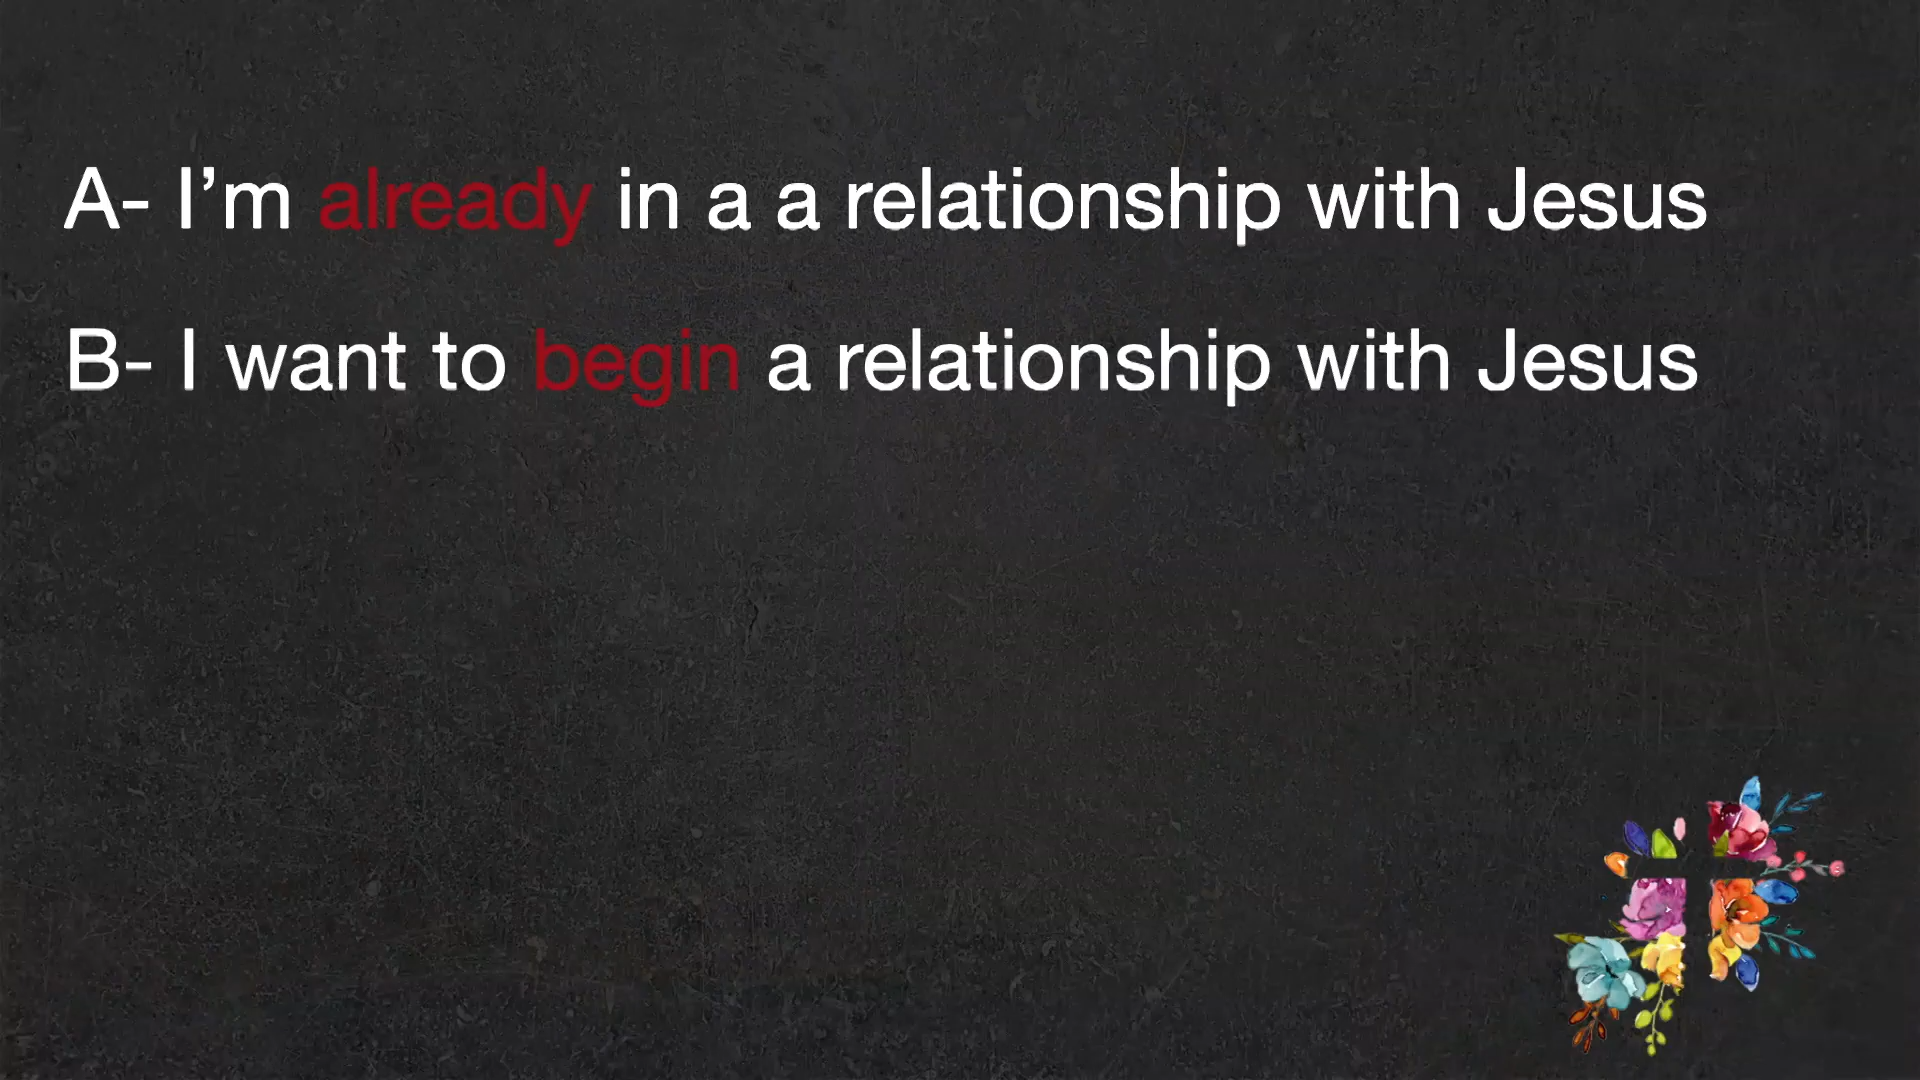 A- I’m already in a a relationship with Jesus
B- I want to begin a relationship with Jesus